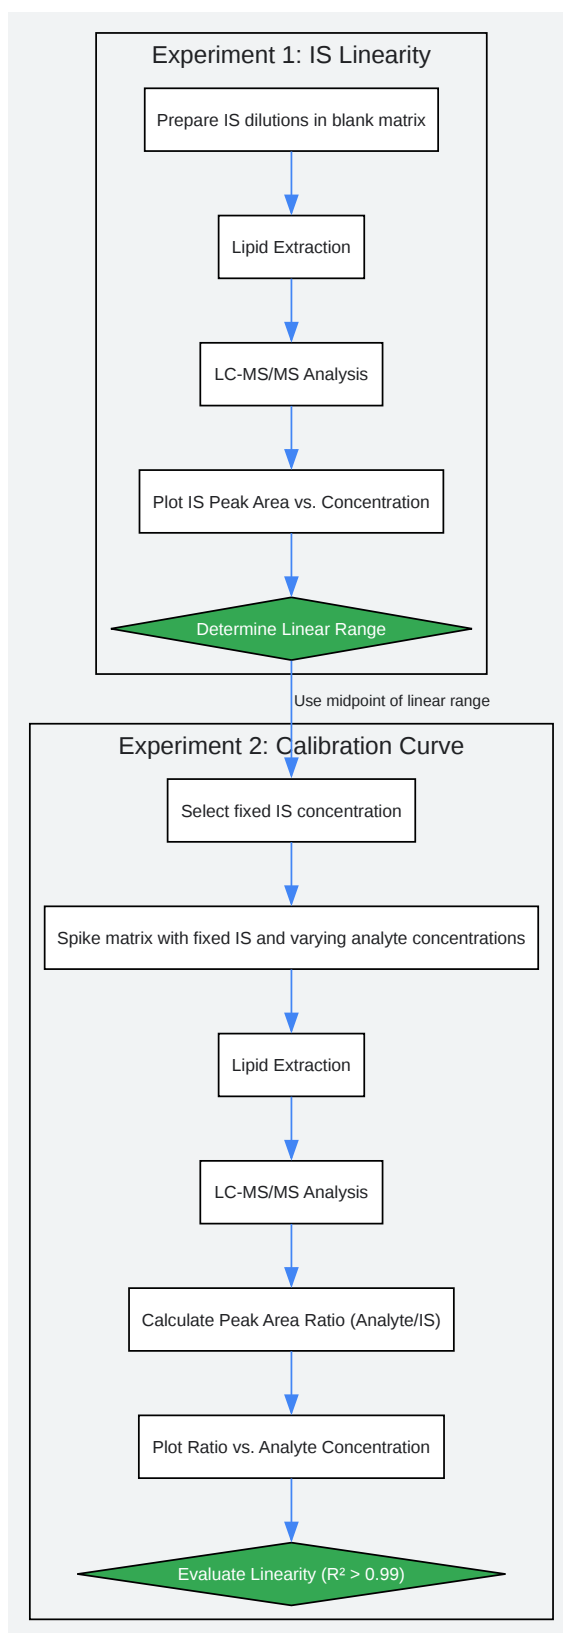 Experiment 1: IS Linearity
Prepare IS dilutions in blank matrix
Lipid Extraction
LC-MS/MS Analysis
Plot IS Peak Area vs. Concentration
Determine Linear Range
Use midpoint of linear range
Experiment 2: Calibration Curve
Select fixed IS concentration
Spike matrix with fixed IS and varying analyte concentrations
Lipid Extraction
LC-MS/MS Analysis
Calculate Peak Area Ratio (Analyte/IS)
Plot Ratio vs. Analyte Concentration
Evaluate Linearity (R² > 0.99)